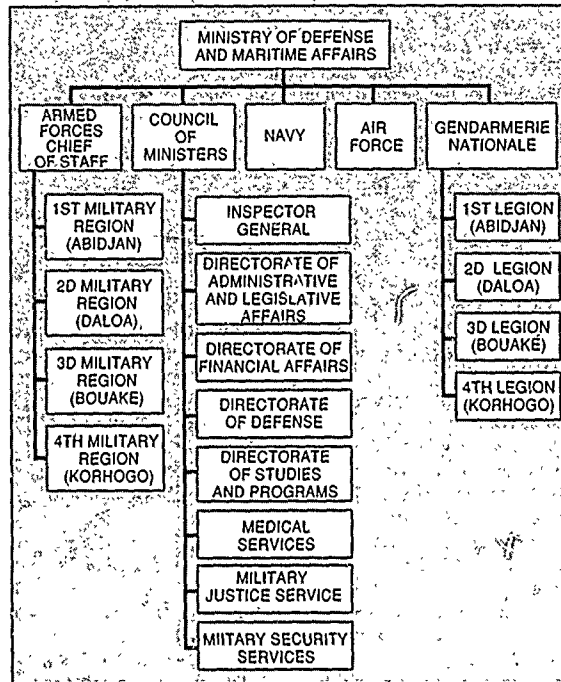 MINISTRY OF DEFENSE
AND MARITIME AFFAIRS
ARMED
FORCES
CHIEF
OF STAFF
COUNCIL
OF
MINISTERS
NAVY
AIR
FORCE
GENDARMERIE
NATIONALE
1ST MILITARY
REGION
(ABIDJAN)
2D MILITARY
REGION
(DALOA)
3D MILITARY
REGION
(BOUAKE)
4TH MILITARY
REGION
(KORHOGO)
INSPECTOR
GENERAL
DIRECTORATE OF
ADMINISTRATIVE
AND LEGISLATIVE
AFFAIRS
DIRECTORATE OF
FINANCIAL AFFAIRS
DIRECTORATE
OF DEFENSE
DIRECTORATE
OF STUDIES
AND PROGRAMS
MEDICAL
SERVICES
MILITARY
JUSTICE SERVICE
MIITARY SECURITY
SERVICES
1ST LEGION
(ABIDJAN)
2D LEGION
(DALOA)
3D LEGION
(BOUAKE)
4TH LEGION
(KORHOGO)